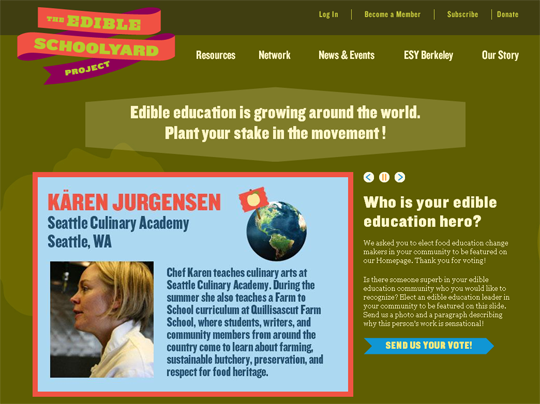 THE EDIBLE
SCHOOLYARD
PROJECT
Log In | Become a Member | Subscribe | Donate
Resources Network News & Events ESY Berkeley Our Story
Edible education is growing around the world.
Plant your stake in the movement !
KÄREN JURGENSEN
Seattle Culinary Academy
Seattle, WA
Chef Karen teaches culinary arts at
Seattle Culinary Academy. During the
summer she also teaches a Farm to
School curriculum at Quillisascut Farm
School, where students, writers, and
community members from around the
country come to learn about farming,
sustainable butchery, preservation, and
respect for food heritage.
Who is your edible
education hero?
We asked you to elect food education change
makers in your community to be featured on
our Homepage. Thank you for voting!
Is there someone superb in your edible
education community who you would like to
recognize? Elect an edible education leader in
your community to be featured on this slide.
Send us a photo and a paragraph describing
why this person's work is sensational!
SEND US YOUR VOTE!